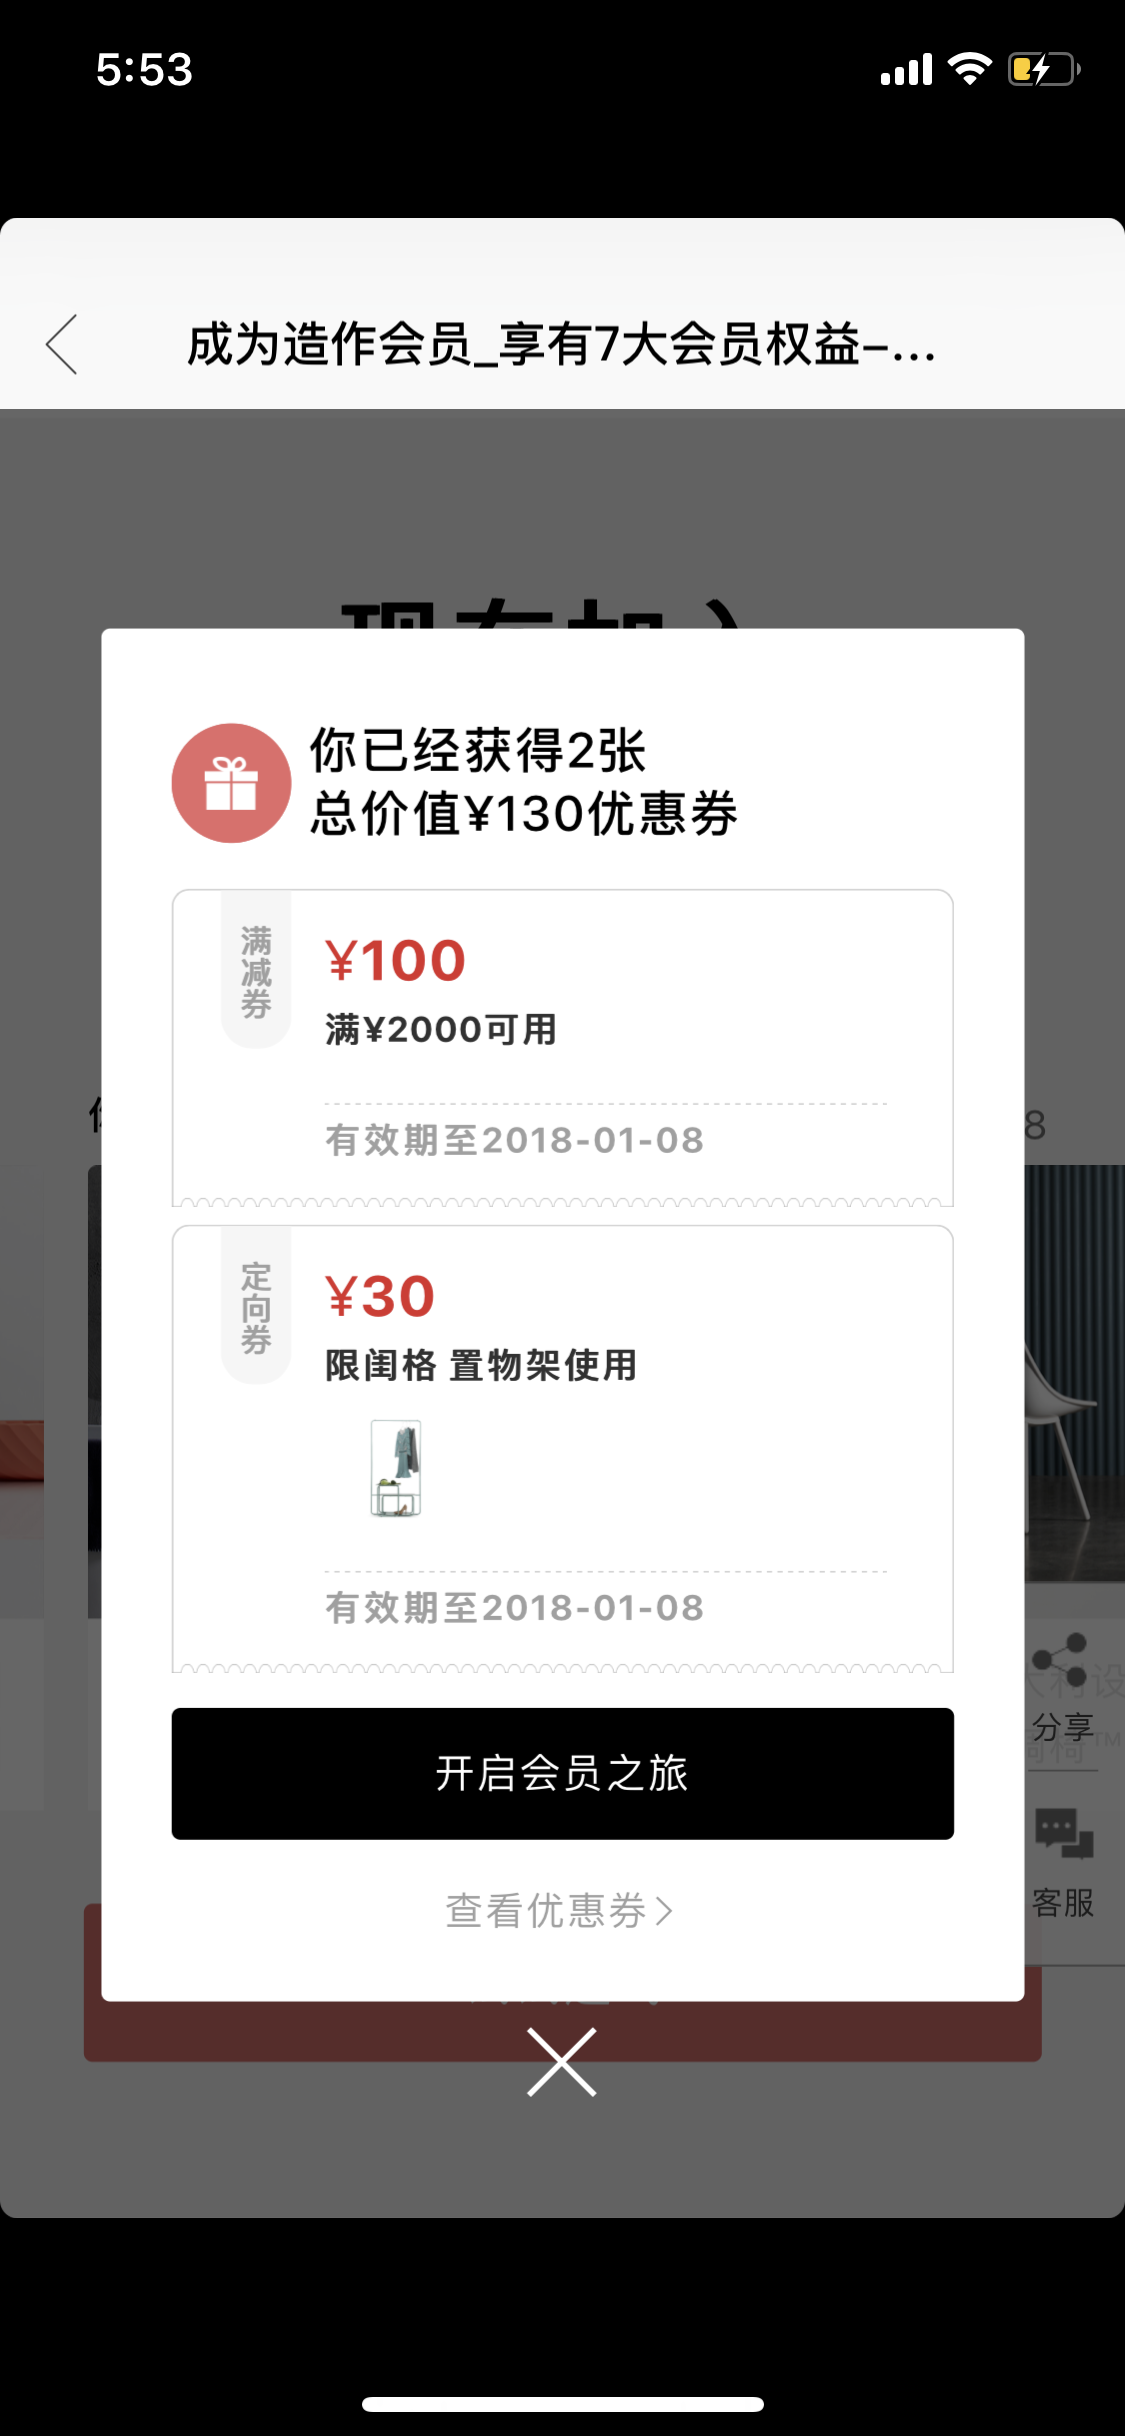 5:53
成为造作会员_享有7大会员权益–...
你已经获得2张
总价值¥130优惠券
满减券
¥100
满¥2000可用
有效期至2018-01-08
定向券
¥30
限闺格 置物架使用
有效期至2018-01-08
开启会员之旅
查看优惠券
8
分享
客服